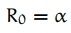 R₀ = α